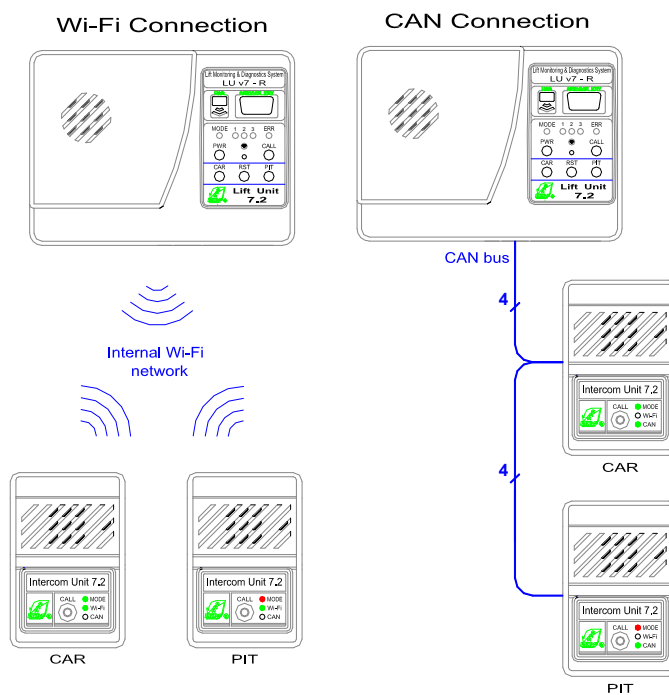 Wi-Fi Connection
CAN Connection
Lift Monitoring & Diagnostics System
LU v7 - R
MODE 1 2 3 ERR
PWR CALL
CAR RST PIT
Lift Unit
7.2
Lift Monitoring & Diagnostics System
LU v7 - R
MODE 1 2 3 ERR
PWR CALL
CAR RST PIT
Lift Unit
7.2
CAN bus
4
Internal Wi-Fi
network
Intercom Unit 7.2
CALL MODE
Wi-Fi
CAN
CAR
4
Intercom Unit 7.2
CALL MODE
Wi-Fi
CAN
CAR
Intercom Unit 7.2
CALL MODE
Wi-Fi
CAN
PIT
Intercom Unit 7.2
CALL MODE
Wi-Fi
CAN
PIT